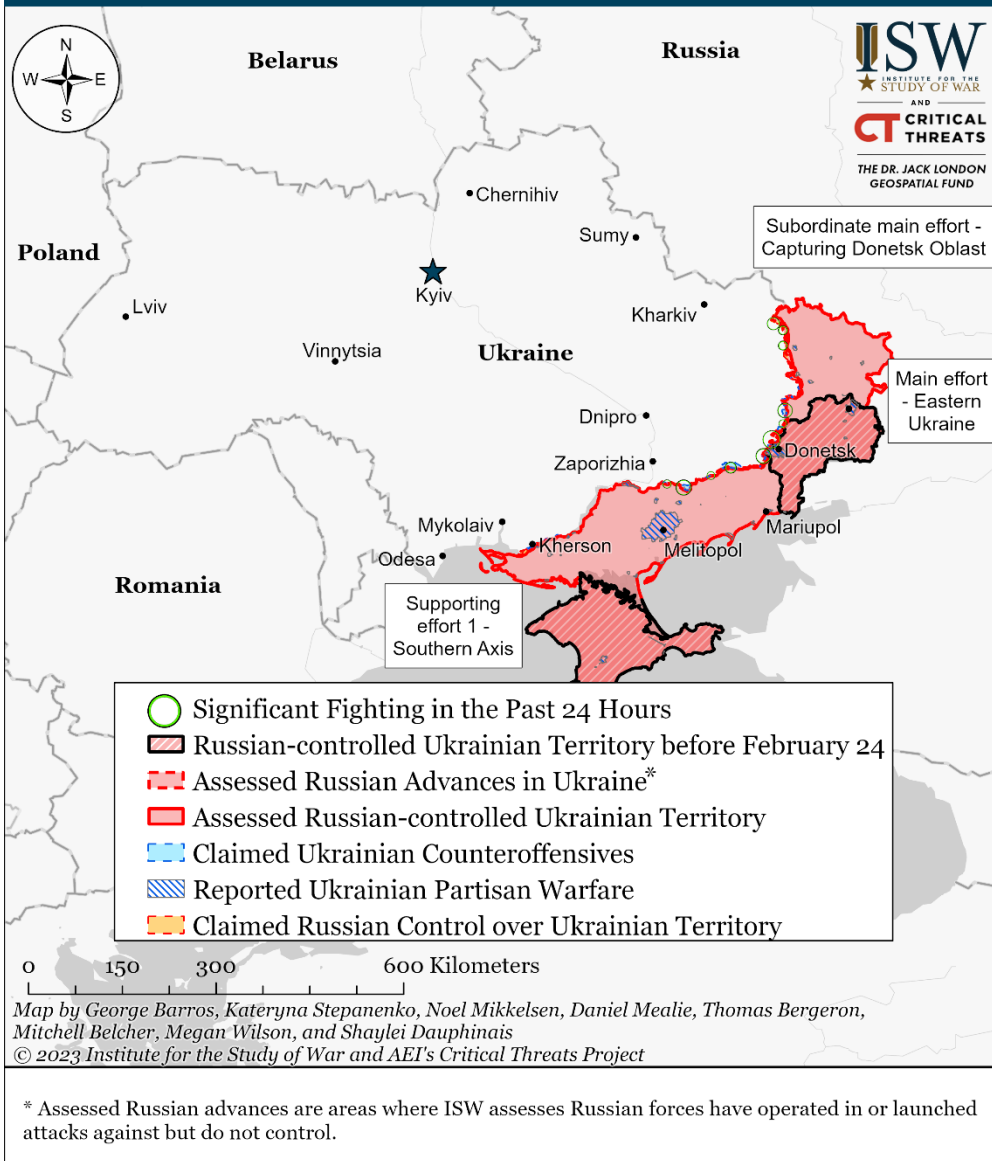 N
W
E
S
Belarus
Russia
ISW
INSTITUTE FOR THE
STUDY OF WAR
AND
CT CRITICAL
THREATS
THE DR. JACK LONDON
GEOSPATIAL FUND
Chernihiv
Subordinate main effort -
Capturing Donetsk Oblast
Sumy
Poland
Kyiv
Lviv
Kharkiv
Vinnytsia
Ukraine
Main effort
- Eastern
Ukraine
Dnipro
Donetsk
Zaporizhia
Mykolaiv
Mariupol
Kherson
Melitopol
Odesa
Romania
Supporting
effort 1 -
Southern Axis
Significant Fighting in the Past 24 Hours
Russian-controlled Ukrainian Territory before February 24
Assessed Russian Advances in Ukraine*
Assessed Russian-controlled Ukrainian Territory
Claimed Ukrainian Counteroffensives
Reported Ukrainian Partisan Warfare
Claimed Russian Control over Ukrainian Territory
0 150 300 600 Kilometers
Map by George Barros, Kateryna Stepanenko, Noel Mikkelsen, Daniel Mealie, Thomas Bergeron,
Mitchell Belcher, Megan Wilson, and Shaylei Dauphinais
© 2023 Institute for the Study of War and AEI's Critical Threats Project
* Assessed Russian advances are areas where ISW assesses Russian forces have operated in or launched
attacks against but do not control.